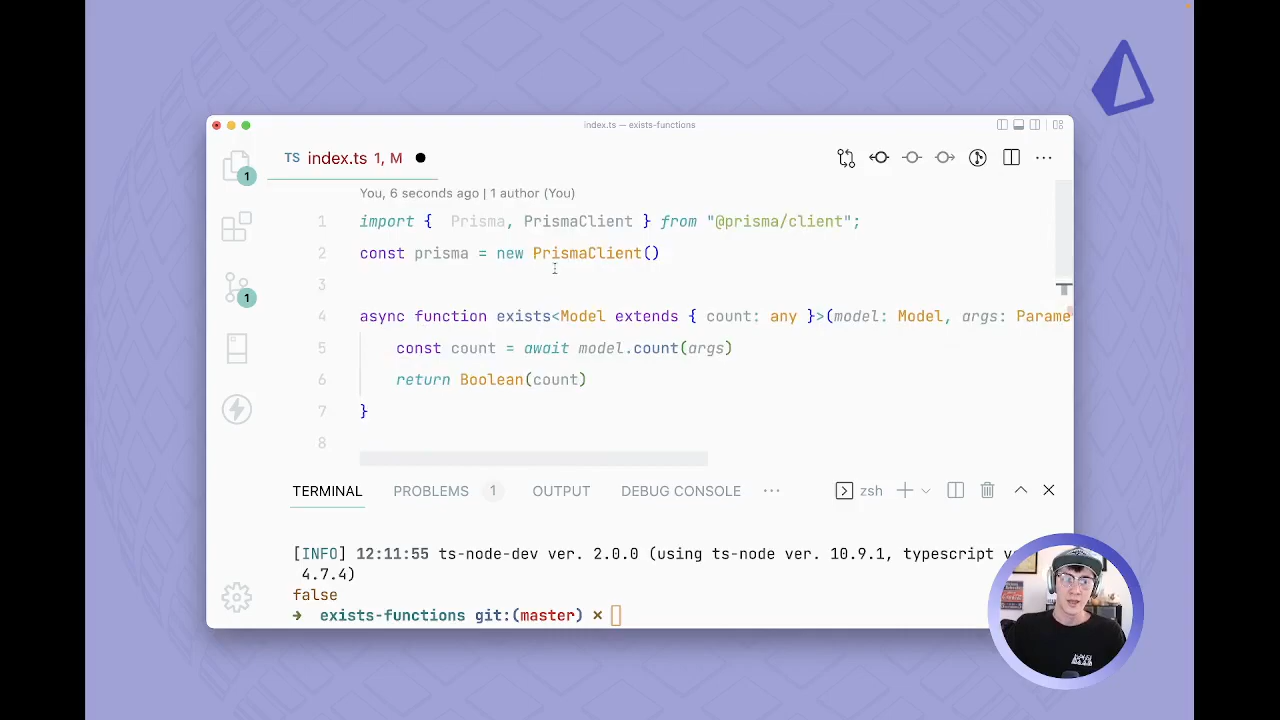 index.ts — exists-functions
TS index.ts 1, M
1
You, 6 seconds ago | 1 author (You)
1 import { Prisma, PrismaClient } from "@prisma/client";
2 const prisma = new PrismaClient()
3
1
4 async function exists<Model extends { count: any }>(model: Model, args: Parame
5 const count = await model.count(args)
6 return Boolean(count)
7 }
8
TERMINAL PROBLEMS 1 OUTPUT DEBUG CONSOLE ··· zsh
[INFO] 12:11:55 ts-node-dev ver. 2.0.0 (using ts-node ver. 10.9.1, typescript v
4.7.4)
false
→ exists-functions git:(master) ×